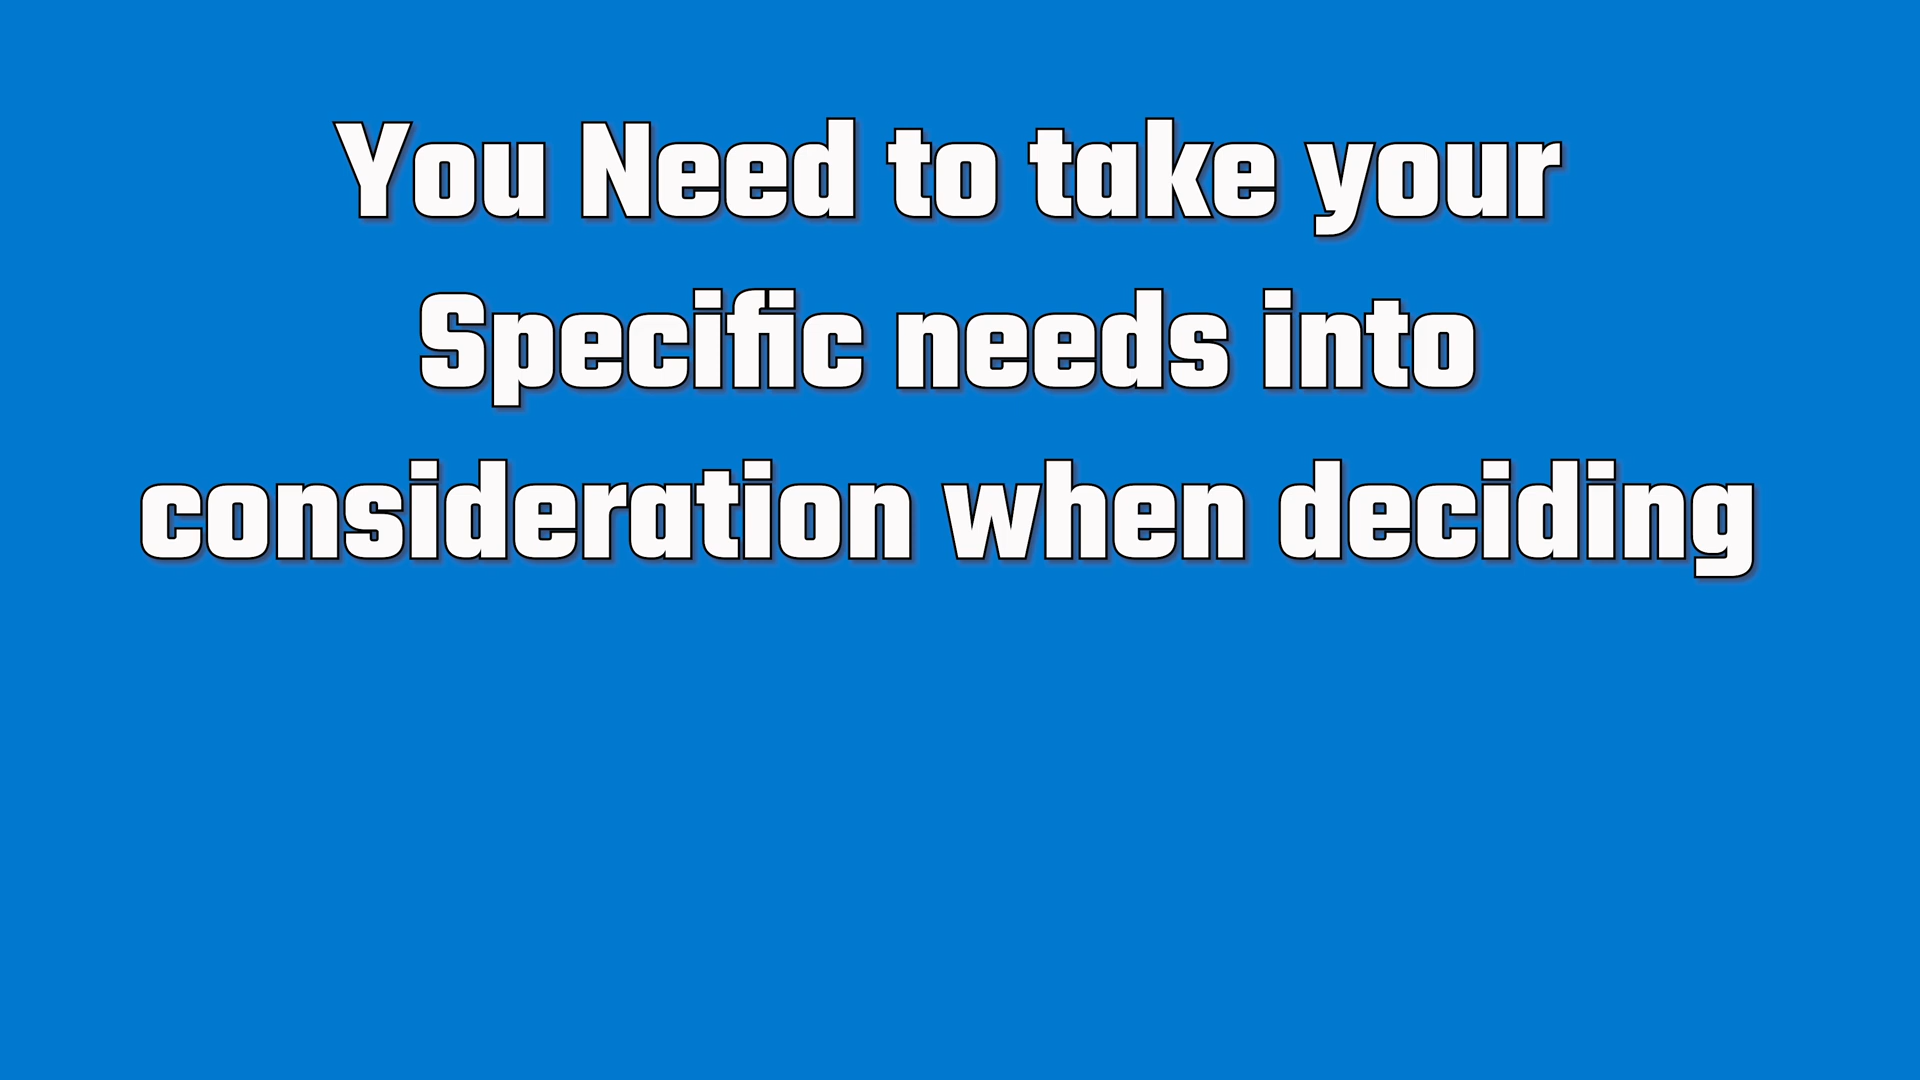 You Need to take your
Specific needs into
consideration when deciding